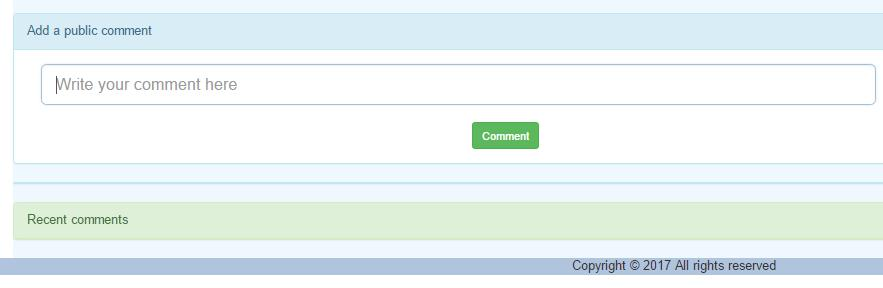 Add a public comment
Write your comment here
Comment
Recent comments
Copyright © 2017 All rights reserved